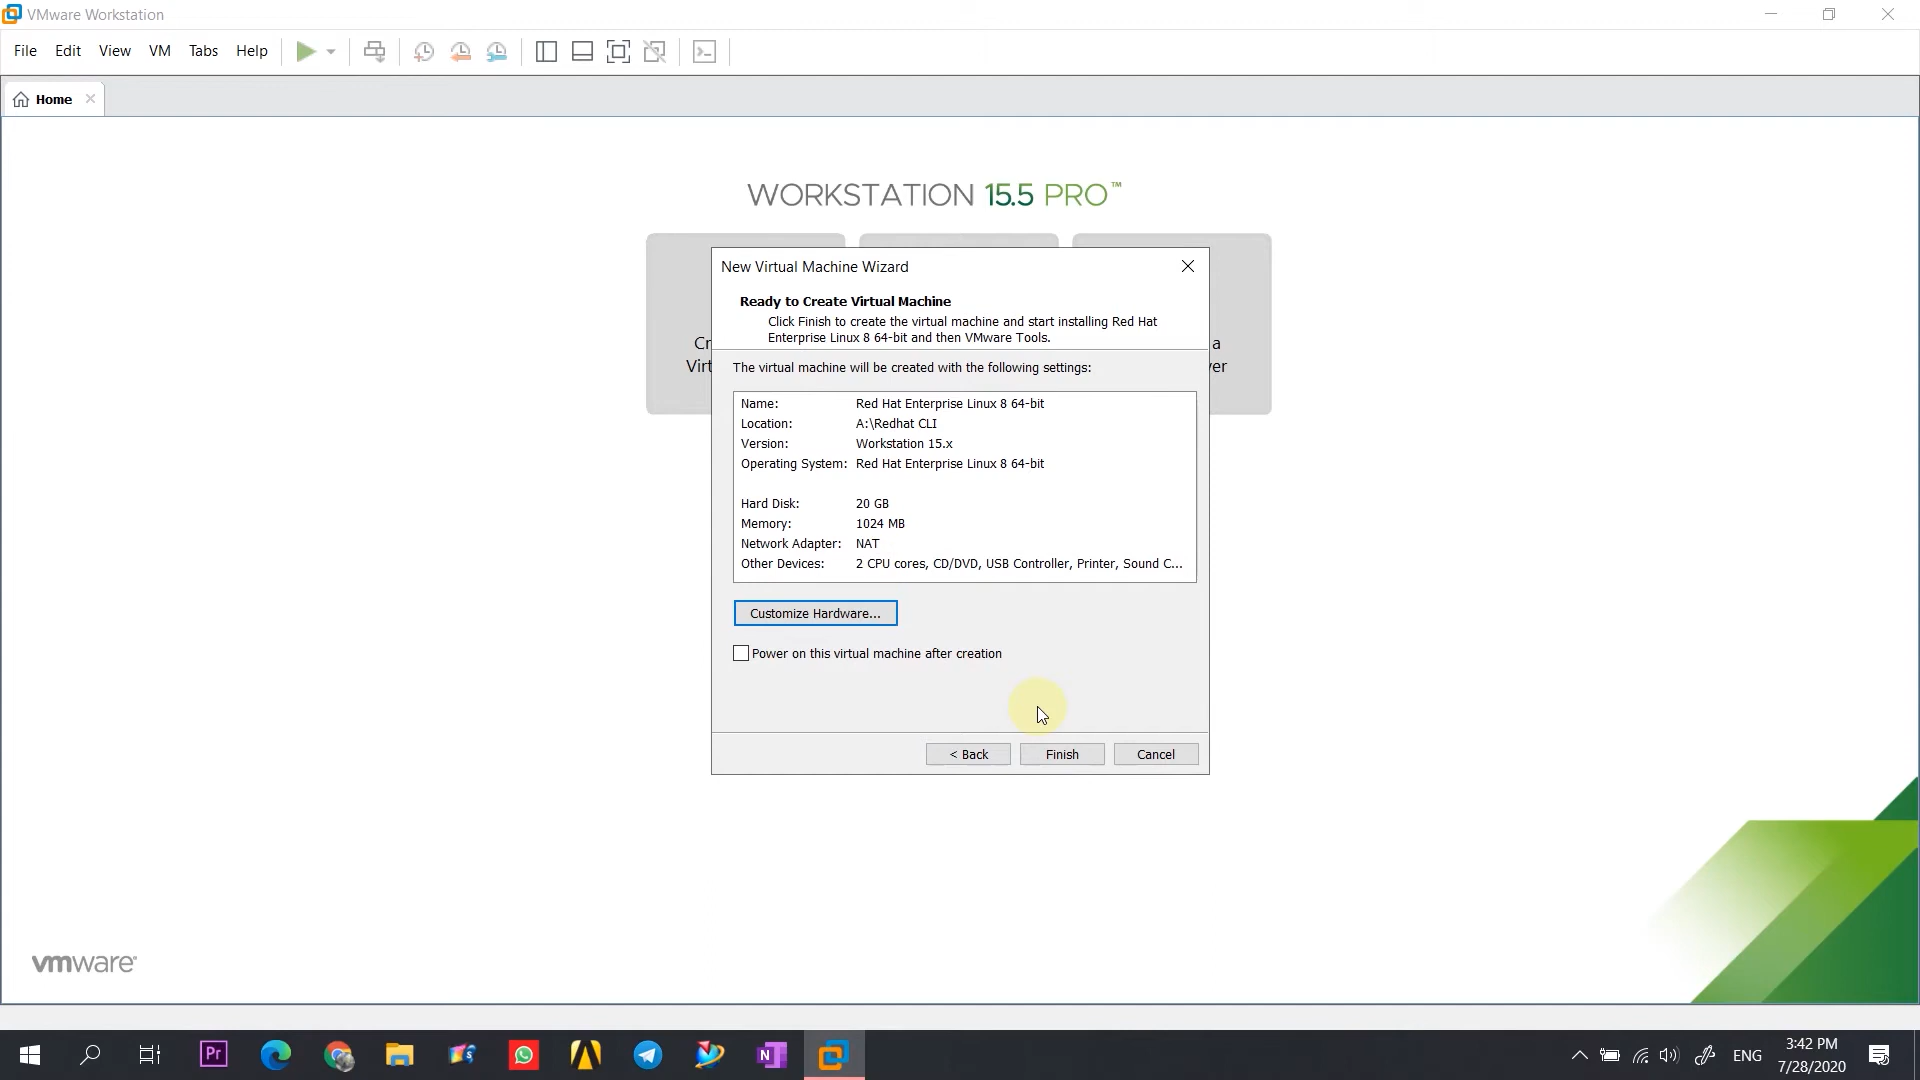 VMware Workstation
File Edit View VM Tabs Help
Home
WORKSTATION 15.5 PRO™
New Virtual Machine Wizard
Ready to Create Virtual Machine
Click Finish to create the virtual machine and start installing Red Hat
Enterprise Linux 8 64-bit and then VMware Tools.
Cr
a
Virt
ver
The virtual machine will be created with the following settings:
Name: Red Hat Enterprise Linux 8 64-bit
Location: A:\Redhat CLI
Version: Workstation 15.x
Operating System: Red Hat Enterprise Linux 8 64-bit
Hard Disk: 20 GB
Memory: 1024 MB
Network Adapter: NAT
Other Devices: 2 CPU cores, CD/DVD, USB Controller, Printer, Sound C...
Customize Hardware...
Power on this virtual machine after creation
< Back Finish Cancel
vmware
Pr
N
ENG
3:42 PM
7/28/2020